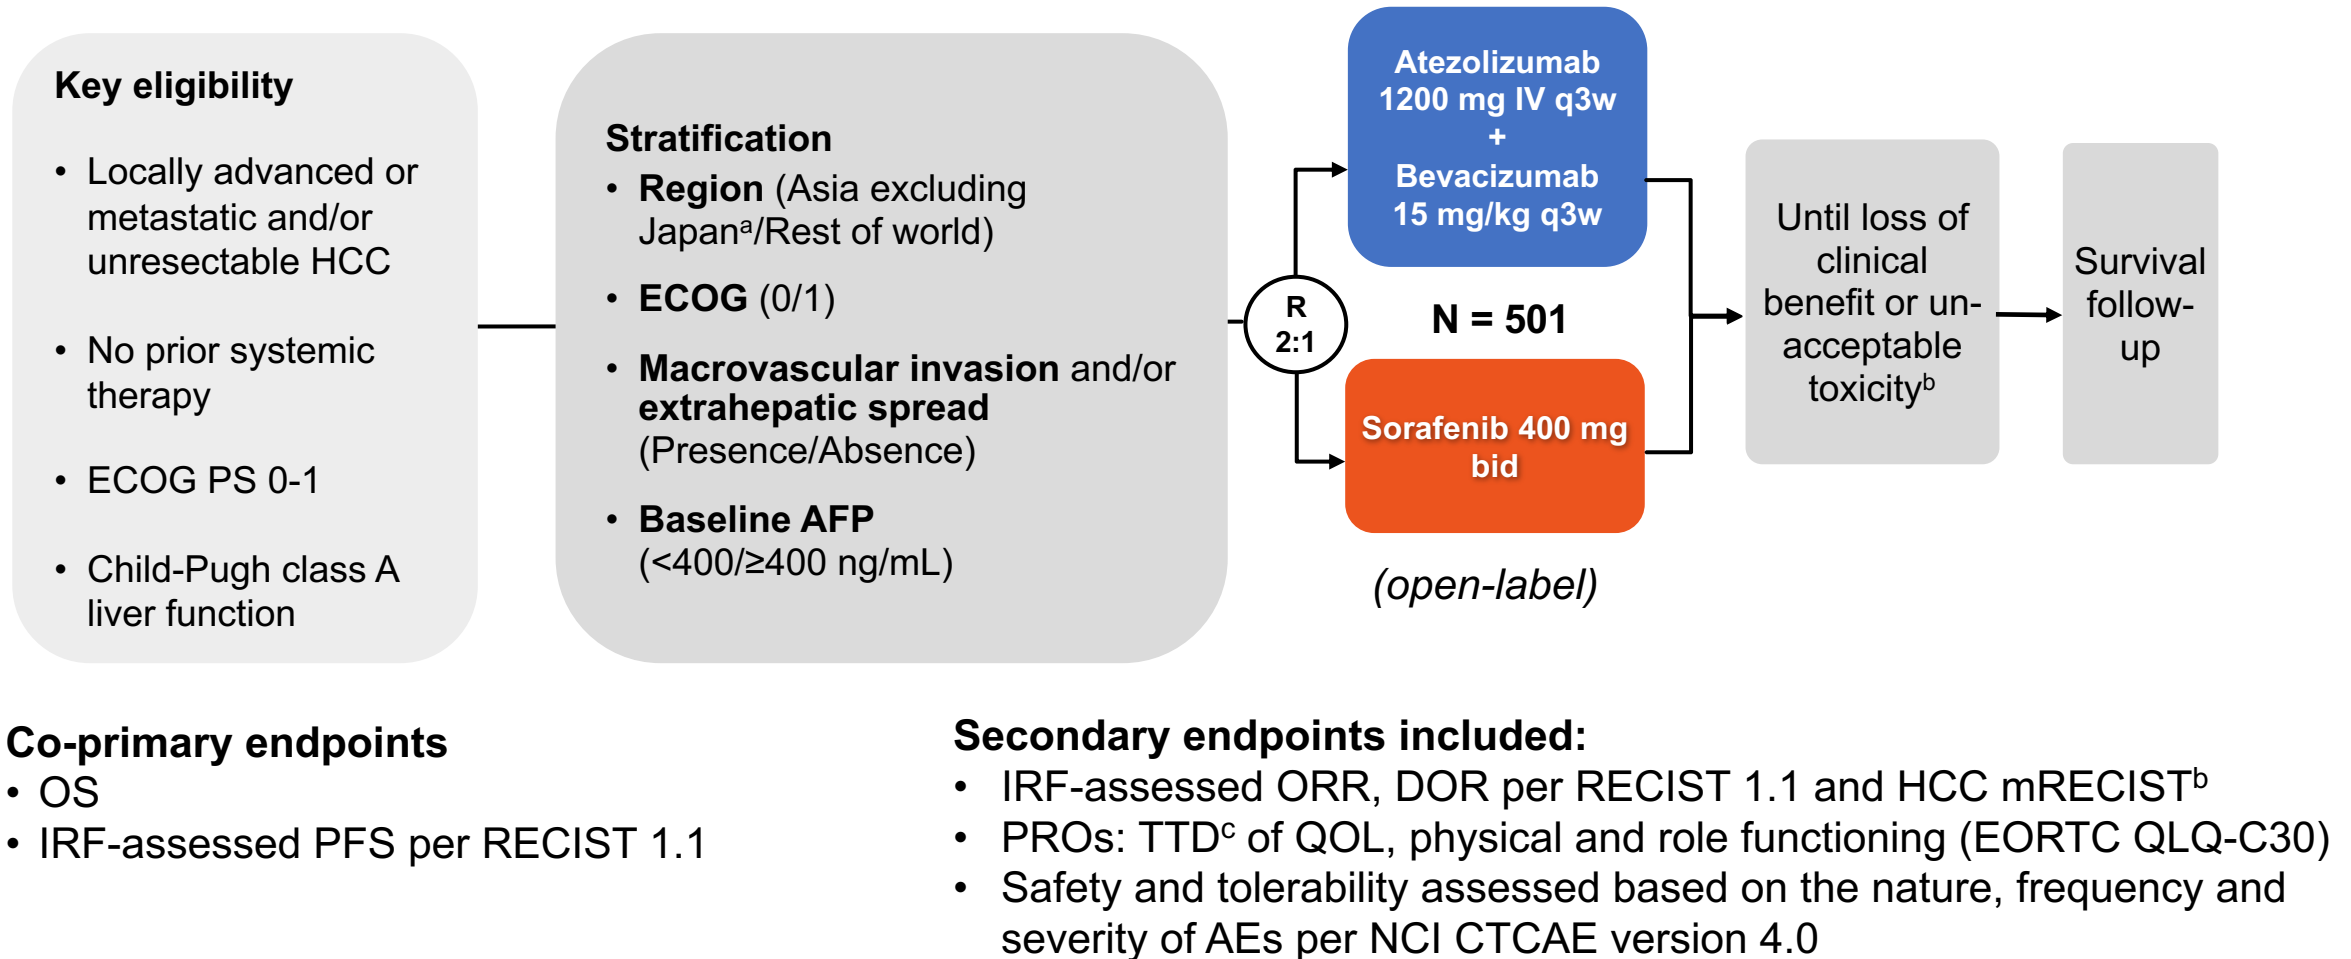 Key eligibility
• Locally advanced or
metastatic and/or
unresectable HCC
• No prior systemic
therapy
• ECOG PS 0-1
• Child-Pugh class A
liver function
Stratification
• Region (Asia excluding
Japanᵃ/Rest of world)
• ECOG (0/1)
• Macrovascular invasion and/or
extrahepatic spread
(Presence/Absence)
• Baseline AFP
(<400/≥400 ng/mL)
R
2:1
Atezolizumab
1200 mg IV q3w
+
Bevacizumab
15 mg/kg q3w
N = 501
Sorafenib 400 mg
bid
(open-label)
Until loss of
clinical
benefit or un-
acceptable
toxicityᵇ
Survival
follow-
up
Co-primary endpoints
• OS
• IRF-assessed PFS per RECIST 1.1
Secondary endpoints included:
• IRF-assessed ORR, DOR per RECIST 1.1 and HCC mRECISTᵇ
• PROs: TTDᶜ of QOL, physical and role functioning (EORTC QLQ-C30)
• Safety and tolerability assessed based on the nature, frequency and
severity of AEs per NCI CTCAE version 4.0